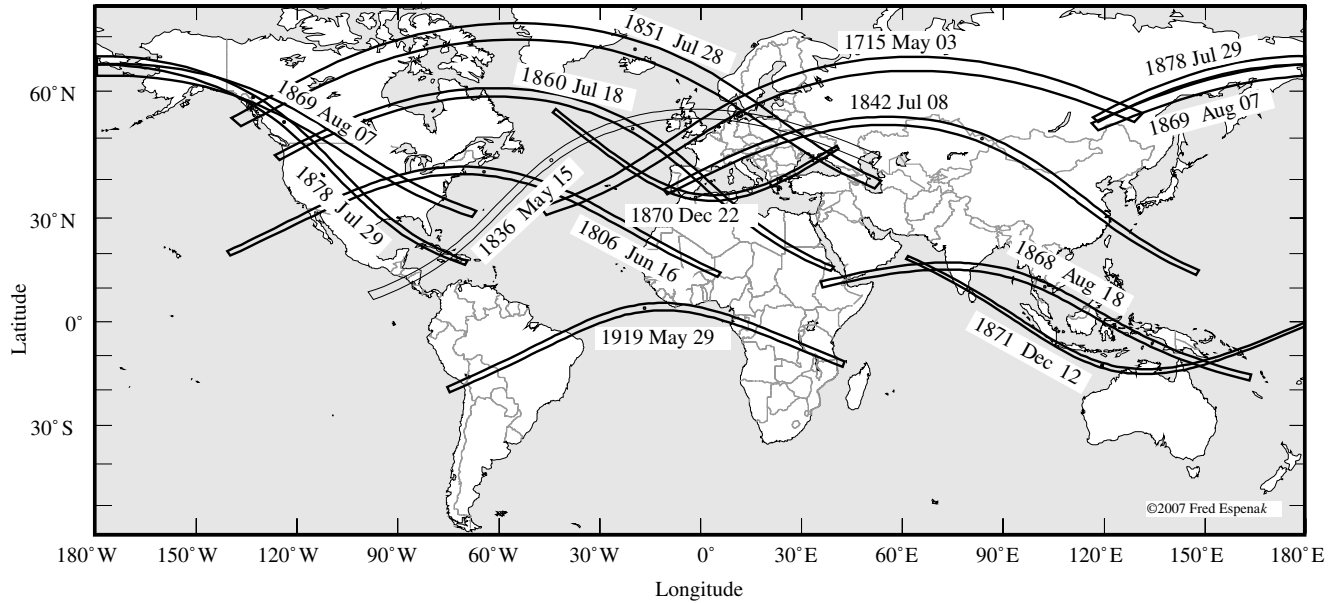 1851 Jul 28
1715 May 03
1878 Jul 29
1860 Jul 18
1869 Aug 07
1842 Jul 08
1869 Aug 07
1878 Jul 29
1836 May 15
1870 Dec 22
1806 Jun 16
1868 Aug 18
1871 Dec 12
1919 May 29
60°N
30°N
0°
30°S
Latitude
©2007 Fred Espenak
180°W 150°W 120°W 90°W 60°W 30°W 0° 30°E 60°E 90°E 120°E 150°E 180°E
Longitude